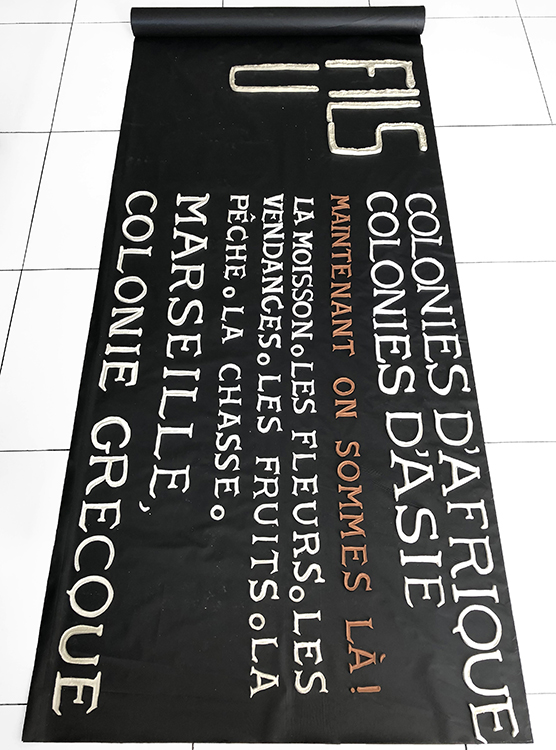 FILS
U
COLONIES D'AFRIQUE
COLONIES D'ASIE
MAINTENANT ON SOMMES LÀ!
LA MOISSON. LES FLEURS. LES
VÊNDANGES. LES FRUITS. LA
PÊCHE. LA CHASSE.
MARSEILLE,
COLONIE GRECQUE